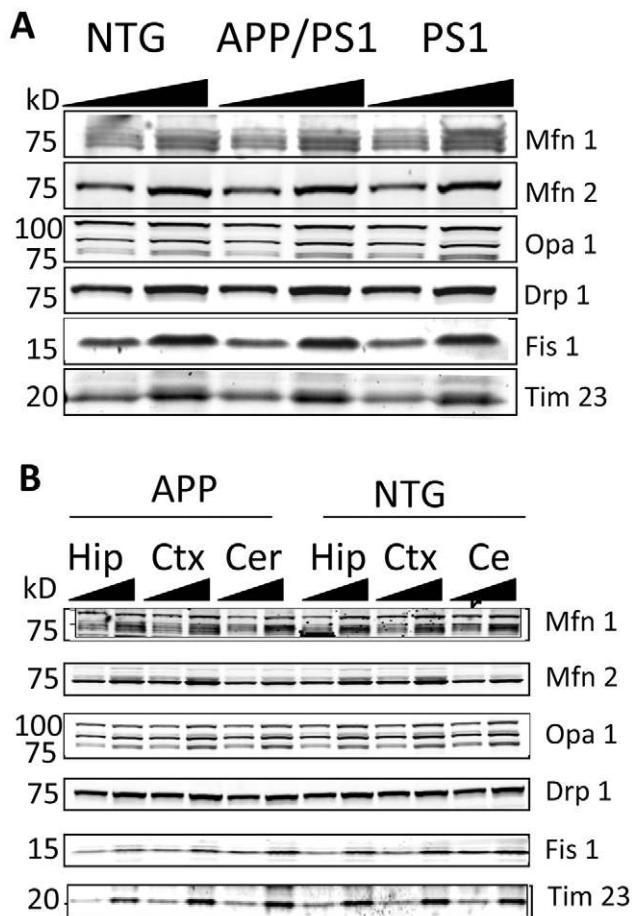 A
NTG APP/PS1 PS1
kD
75 Mfn 1
75 Mfn 2
100
75 Opa 1
75 Drp 1
15 Fis 1
20 Tim 23
B
APP NTG
Hip Ctx Cer Hip Ctx Ce
r
kD
75 Mfn 1
75 Mfn 2
100
75 Opa 1
75 Drp 1
15 Fis 1
20 Tim 23